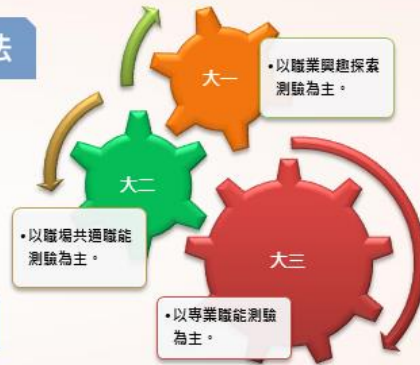 法
大一
•以職業興趣探索
測驗為主。
大二
•以職場共通職能
測驗為主。
大三
•以專業職能測驗
為主。